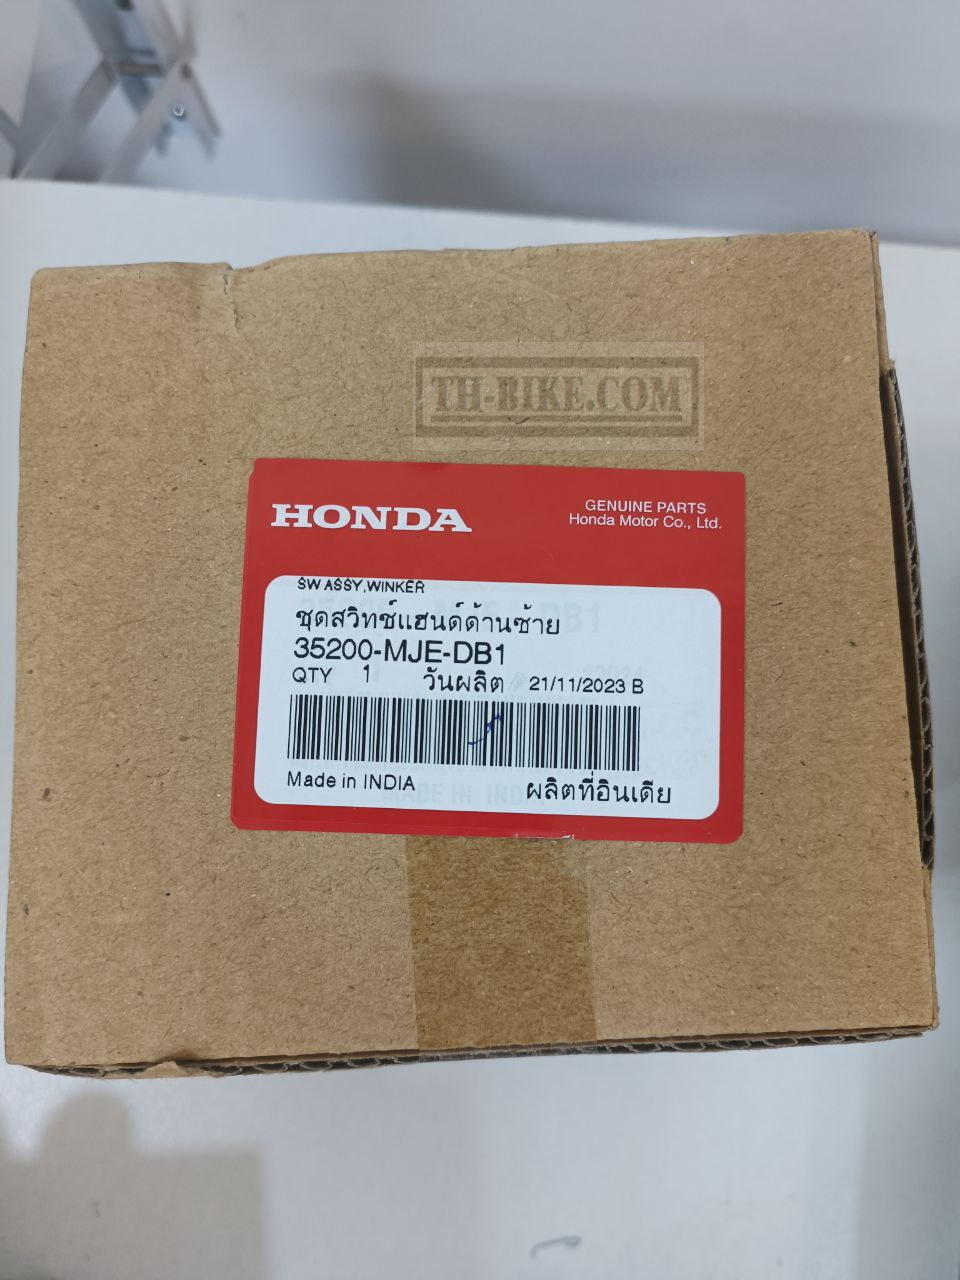 TH-BIKE.COM
HONDA
GENUINE PARTS
Honda Motor Co., Ltd.
SW ASSY,WINKER
ชุดสวิทช์แฮนด์ด้านซ้าย
35200-MJE-DB1
QTY 1 วันผลิต 21/11/2023 B
Made in INDIA ผลิตที่อินเดีย